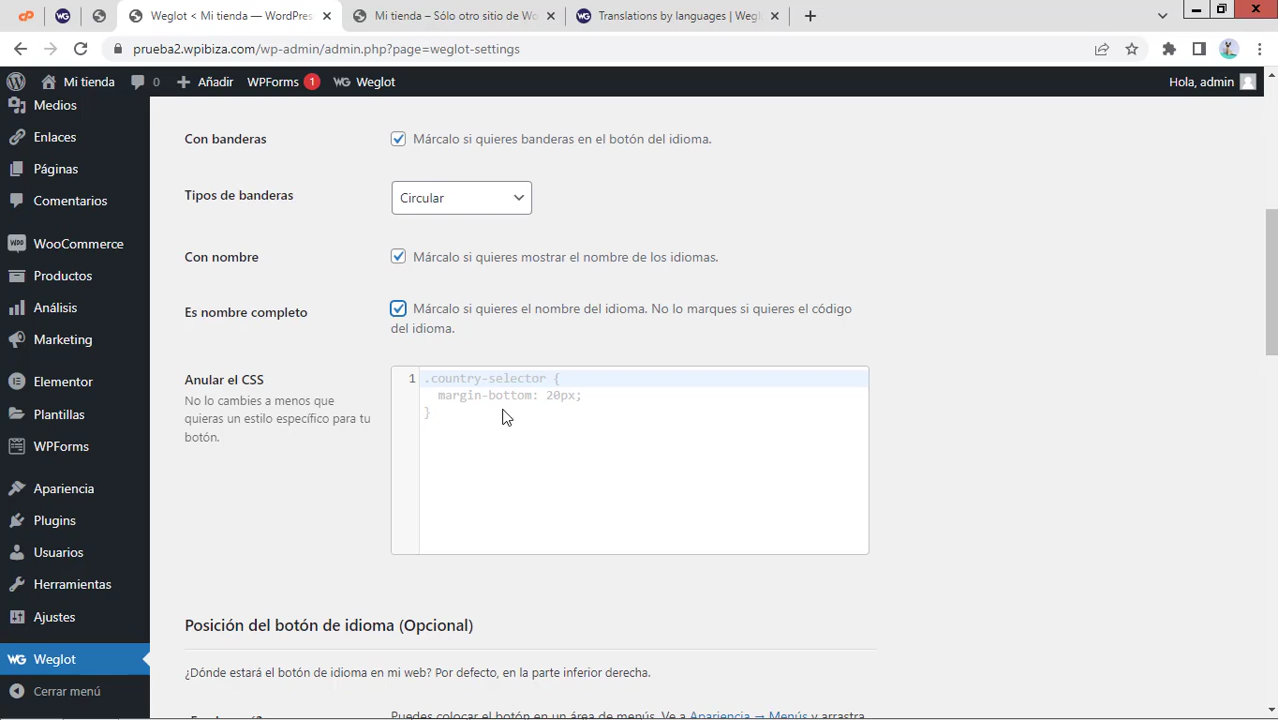 Weglot < Mi tienda — WordPres
Mi tienda – Sólo otro sitio de Wo
Translations by languages | Wegl
prueba2.wpibiza.com/wp-admin/admin.php?page=weglot-settings
Mi tienda
0
Añadir
WPForms
1
Weglot
Hola, admin
Medios
Enlaces
Páginas
Comentarios
WooCommerce
Productos
Análisis
Marketing
Elementor
Plantillas
WPForms
Apariencia
Plugins
Usuarios
Herramientas
Ajustes
Weglot
Cerrar menú
Con banderas
Márcalo si quieres banderas en el botón del idioma.
Tipos de banderas
Circular
Con nombre
Márcalo si quieres mostrar el nombre de los idiomas.
Es nombre completo
Márcalo si quieres el nombre del idioma. No lo marques si quieres el código
del idioma.
Anular el CSS
No lo cambies a menos que
quieras un estilo específico para tu
botón.
1
.country-selector {
margin-bottom: 20px;
}
Posición del botón de idioma (Opcional)
¿Dónde estará el botón de idioma en mi web? Por defecto, en la parte inferior derecha.
Puedes colocar el botón en un área de menús. Ve a Apariencia → Menús y arrastra